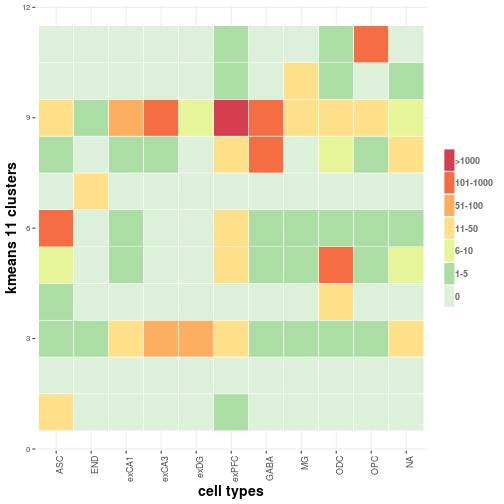 12
9
6
3
0
kmeans 11 clusters
ASC
END
exCA1
exCA3
exDG
exPFC
GABA
MG
ODC
OPC
NA
cell types
>1000
101-1000
51-100
11-50
6-10
1-5
0